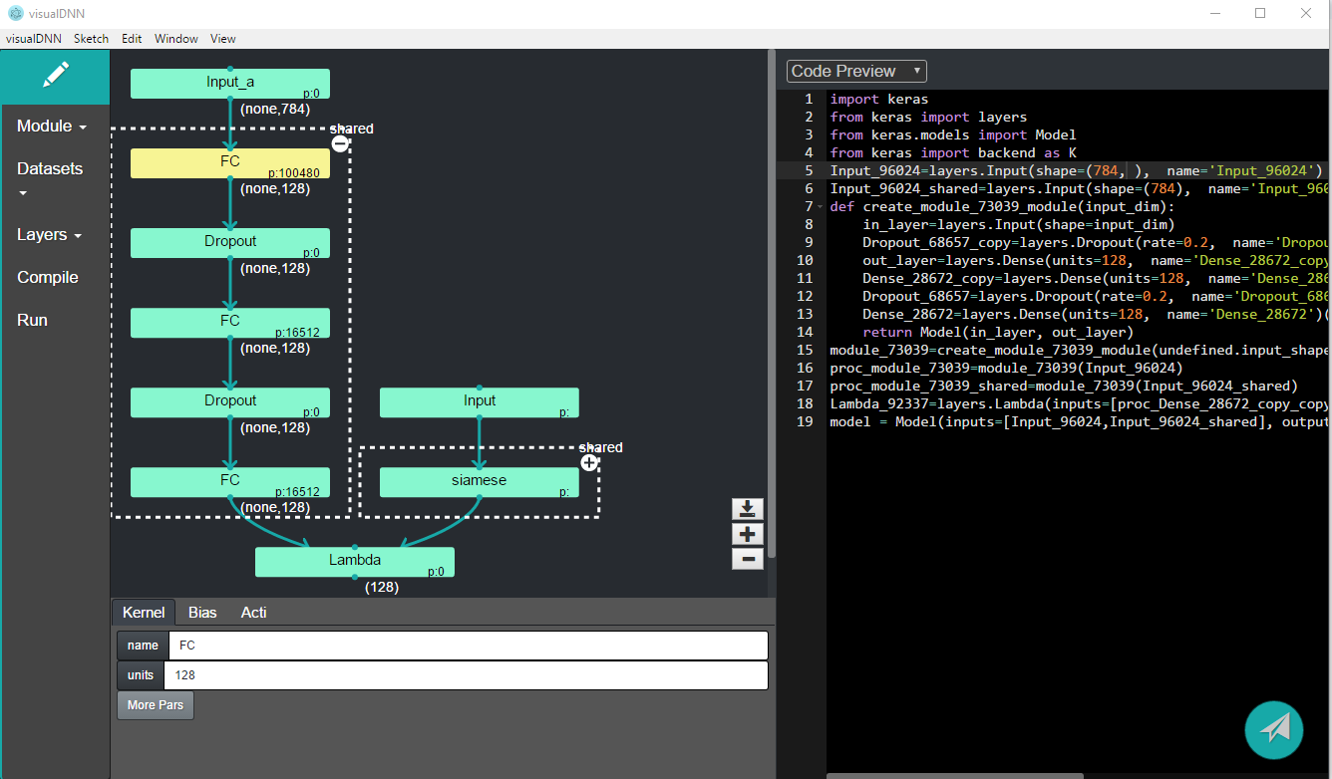 visualDNN
visualDNN Sketch Edit Window View
Module
Datasets
Layers
Compile
Run
Input_a
p:0
(none,784)
shared
FC
p:100480
(none,128)
Dropout
p:0
(none,128)
FC
p:16512
(none,128)
Dropout
p:0
(none,128)
Input
p:
shared
FC
p:16512
(none,128)
siamese
p:
Lambda
p:0
(128)
Kernel Bias Acti
name FC
units 128
More Pars
Code Preview
1 import keras
2 from keras import layers
3 from keras.models import Model
4 from keras import backend as K
5 Input_96024=layers.Input(shape=(784, ),  name='Input_96024')
6 Input_96024_shared=layers.Input(shape=(784),  name='Input_960
7 def create_module_73039_module(input_dim):
8     in_layer=layers.Input(shape=input_dim)
9     Dropout_68657_copy=layers.Dropout(rate=0.2,  name='Dropou
10     out_layer=layers.Dense(units=128,  name='Dense_28672_copy
11     Dense_28672_copy=layers.Dense(units=128,  name='Dense_286
12     Dropout_68657=layers.Dropout(rate=0.2,  name='Dropout_686
13     Dense_28672=layers.Dense(units=128,  name='Dense_28672')(
14     return Model(in_layer, out_layer)
15 module_73039=create_module_73039_module(undefined.input_shape
16 proc_module_73039=module_73039(Input_96024)
17 proc_module_73039_shared=module_73039(Input_96024_shared)
18 Lambda_92337=layers.Lambda(inputs=[proc_Dense_28672_copy_copy
19 model = Model(inputs=[Input_96024,Input_96024_shared], output